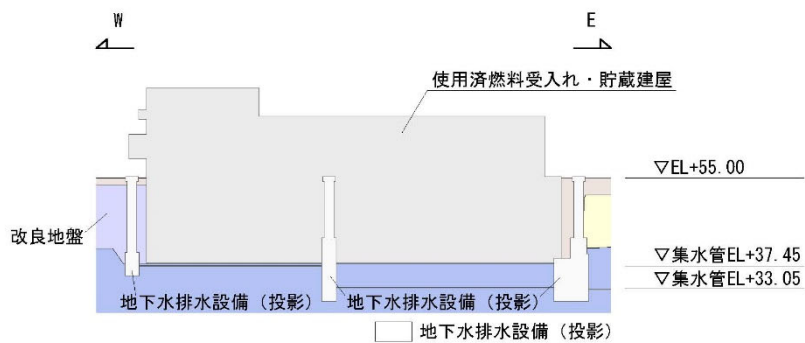 W
E
使用済燃料受入れ・貯蔵建屋
▽EL+55.00
改良地盤
▽集水管EL+37.45
▽集水管EL+33.05
地下水排水設備（投影）
地下水排水設備（投影）
地下水排水設備（投影）